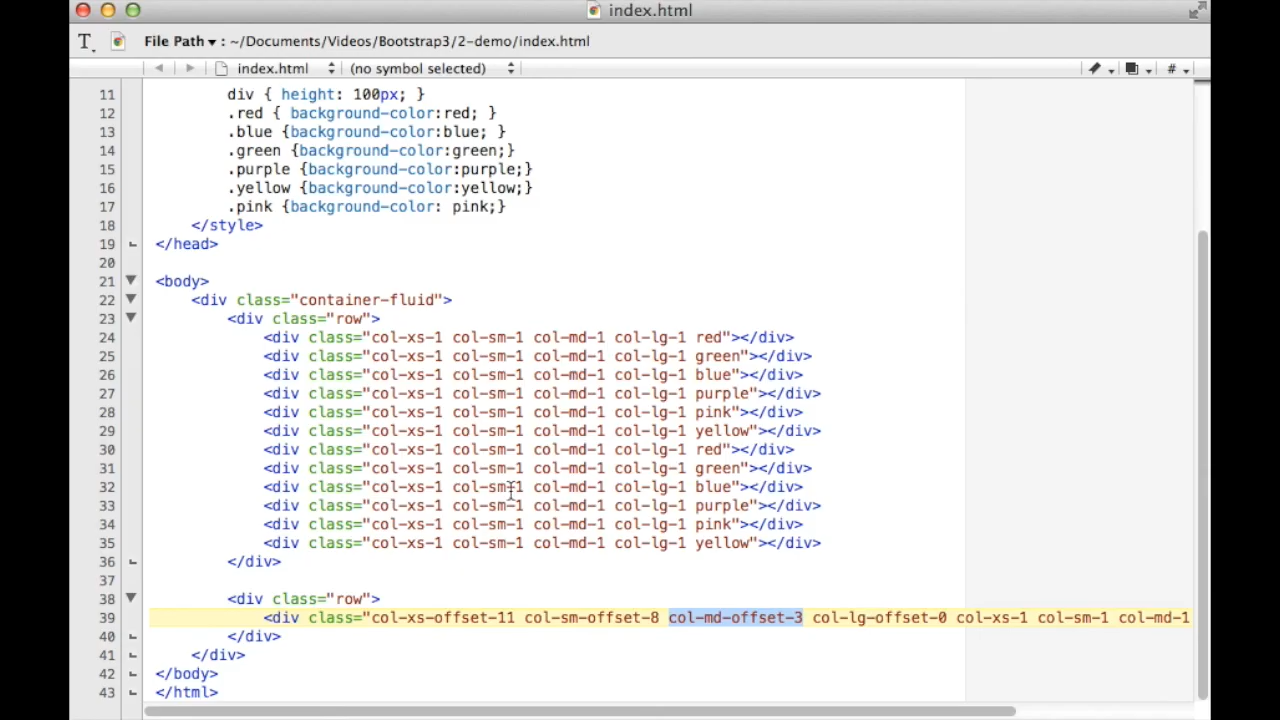 index.html
T. File Path ▾ : ~/Documents/Videos/Bootstrap3/2-demo/index.html
index.html (no symbol selected) #
11 div { height: 100px; }
12 .red { background-color:red; }
13 .blue {background-color:blue; }
14 .green {background-color:green;}
15 .purple {background-color:purple;}
16 .yellow {background-color:yellow;}
17 .pink {background-color: pink;}
18 </style>
19 </head>
20
21 <body>
22 <div class="container-fluid">
23 <div class="row">
24 <div class="col-xs-1 col-sm-1 col-md-1 col-lg-1 red"></div>
25 <div class="col-xs-1 col-sm-1 col-md-1 col-lg-1 green"></div>
26 <div class="col-xs-1 col-sm-1 col-md-1 col-lg-1 blue"></div>
27 <div class="col-xs-1 col-sm-1 col-md-1 col-lg-1 purple"></div>
28 <div class="col-xs-1 col-sm-1 col-md-1 col-lg-1 pink"></div>
29 <div class="col-xs-1 col-sm-1 col-md-1 col-lg-1 yellow"></div>
30 <div class="col-xs-1 col-sm-1 col-md-1 col-lg-1 red"></div>
31 <div class="col-xs-1 col-sm-1 col-md-1 col-lg-1 green"></div>
32 <div class="col-xs-1 col-sm-1 col-md-1 col-lg-1 blue"></div>
33 <div class="col-xs-1 col-sm-1 col-md-1 col-lg-1 purple"></div>
34 <div class="col-xs-1 col-sm-1 col-md-1 col-lg-1 pink"></div>
35 <div class="col-xs-1 col-sm-1 col-md-1 col-lg-1 yellow"></div>
36 </div>
37
38 <div class="row">
39 <div class="col-xs-offset-11 col-sm-offset-8 col-md-offset-3 col-lg-offset-0 col-xs-1 col-sm-1 col-md-1
40 </div>
41 </div>
42 </body>
43 </html>